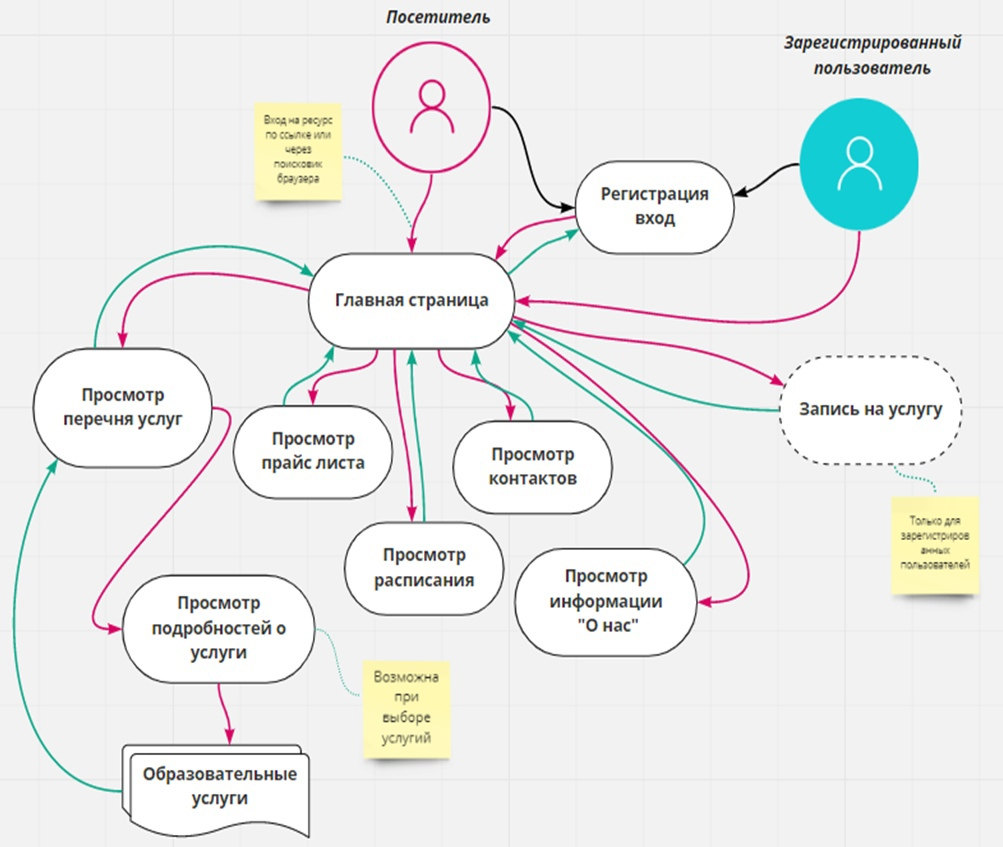 Посетитель
Зарегистрированный
пользователь
Вход на ресурс
по ссылке или
через
поисковик
браузера
Регистрация
вход
Главная страница
Просмотр
перечня услуг
Просмотр
прайс листа
Просмотр
контактов
Запись на услугу
Только для
зарегистриров
анных
пользователей
Просмотр
расписания
Просмотр
информации
"О нас"
Просмотр
подробностей о
услуги
Возможна
при
выборе
услугий
Образовательные
услуги